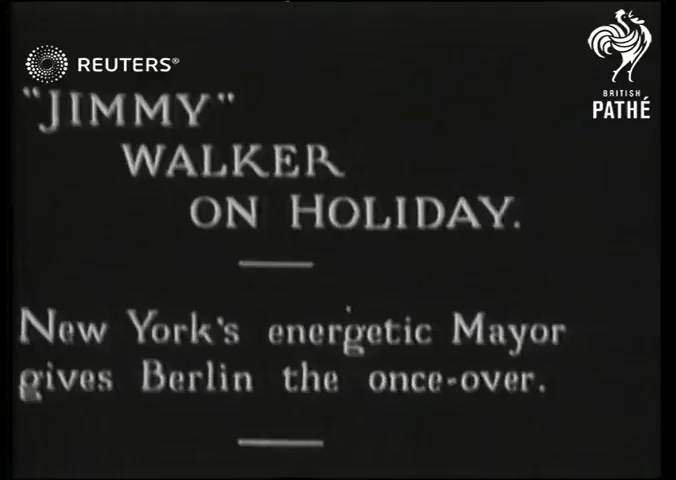 REUTERS®
BRITISH
PATHÉ
"JIMMY"
WALKER
ON HOLIDAY.
New York's energetic Mayor
gives Berlin the once-over.